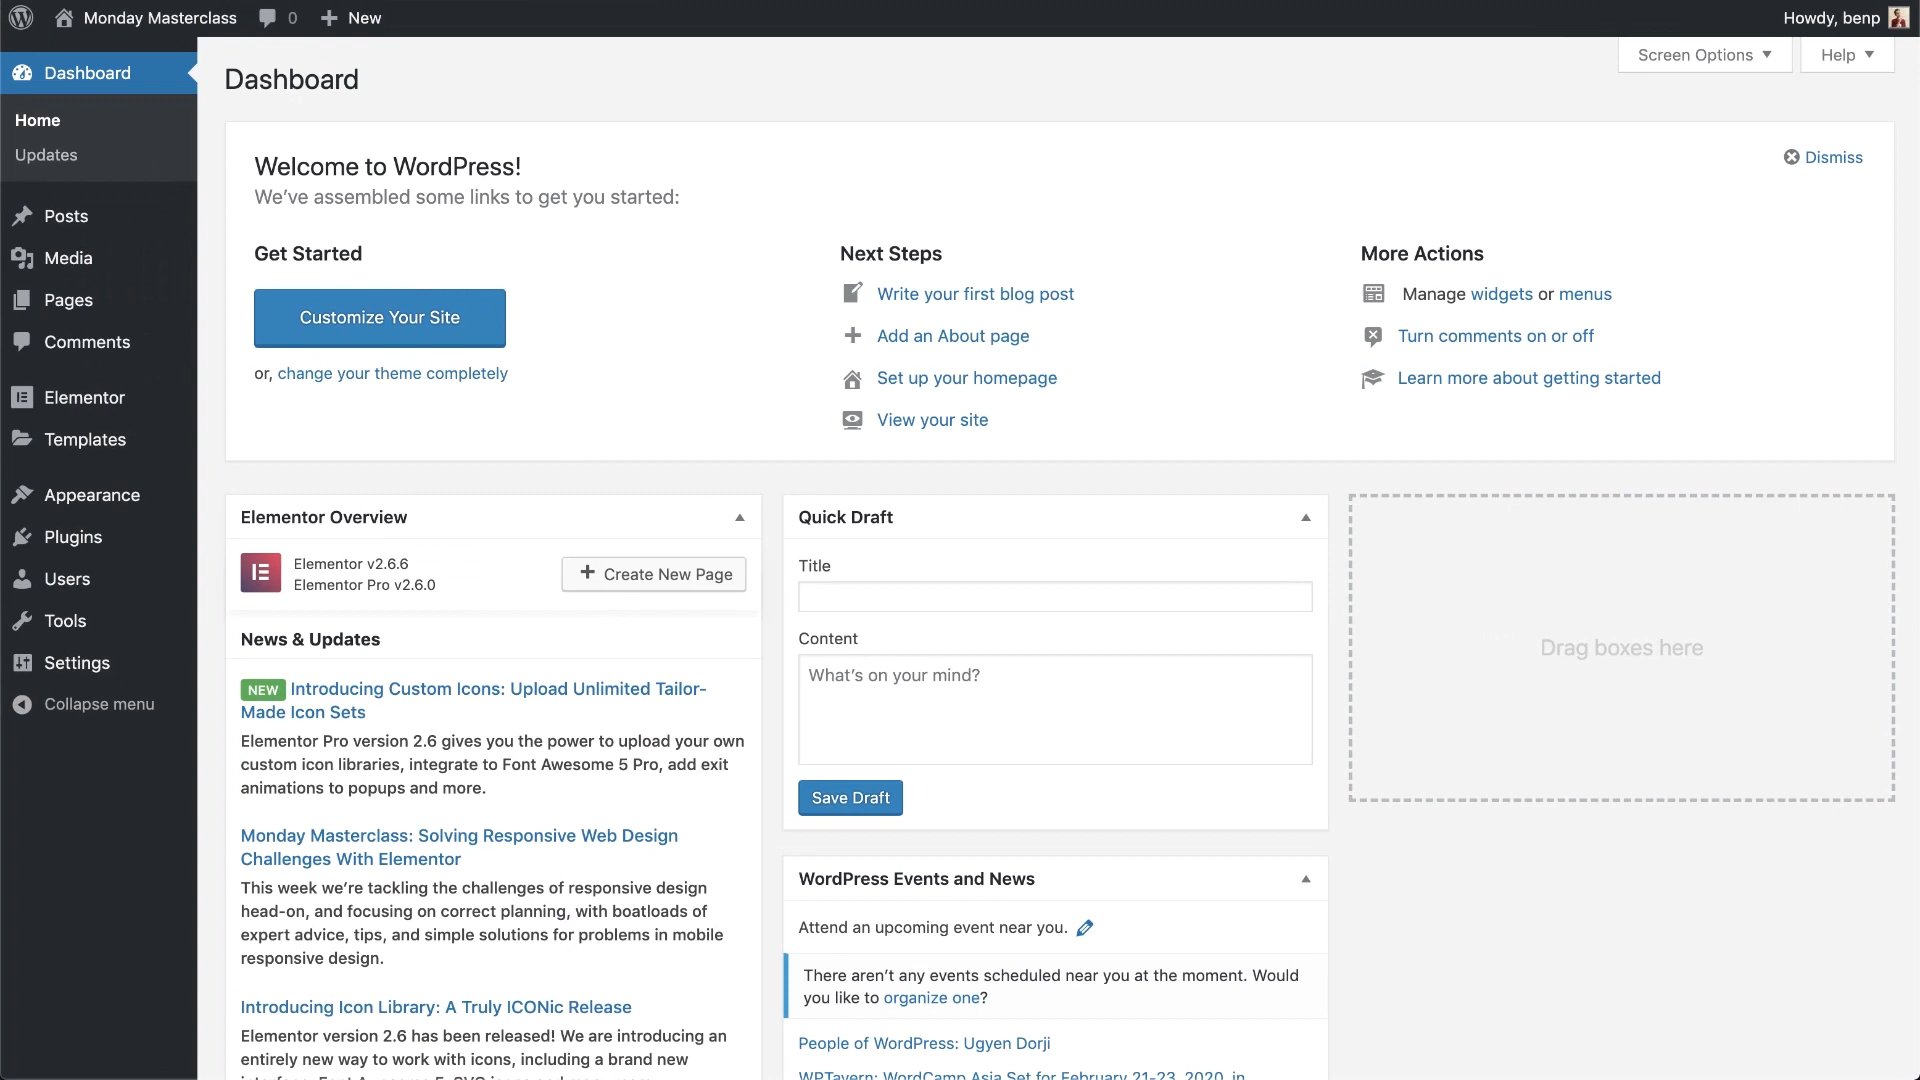 Monday Masterclass
0
New
Howdy, benp
Dashboard
Home
Updates
Posts
Media
Pages
Comments
Elementor
Templates
Appearance
Plugins
Users
Tools
Settings
Collapse menu
Screen Options
Help
Dashboard
Welcome to WordPress!
We've assembled some links to get you started:
Dismiss
Get Started
Customize Your Site
or, change your theme completely
Next Steps
Write your first blog post
Add an About page
Set up your homepage
View your site
More Actions
Manage widgets or menus
Turn comments on or off
Learn more about getting started
Elementor Overview
Elementor v2.6.6
Elementor Pro v2.6.0
Create New Page
News & Updates
NEW Introducing Custom Icons: Upload Unlimited Tailor-
Made Icon Sets
Elementor Pro version 2.6 gives you the power to upload your own
custom icon libraries, integrate to Font Awesome 5 Pro, add exit
animations to popups and more.
Monday Masterclass: Solving Responsive Web Design
Challenges With Elementor
This week we're tackling the challenges of responsive design
head-on, and focusing on correct planning, with boatloads of
expert advice, tips, and simple solutions for problems in mobile
responsive design.
Introducing Icon Library: A Truly ICONic Release
Elementor version 2.6 has been released! We are introducing an
entirely new way to work with icons, including a brand new
Quick Draft
Title
Content
What's on your mind?
Save Draft
WordPress Events and News
Attend an upcoming event near you.
There aren't any events scheduled near you at the moment. Would
you like to organize one?
People of WordPress: Ugyen Dorji
WPTavern: WordCamp Asia Set for February 21-23, 2020, in
Drag boxes here